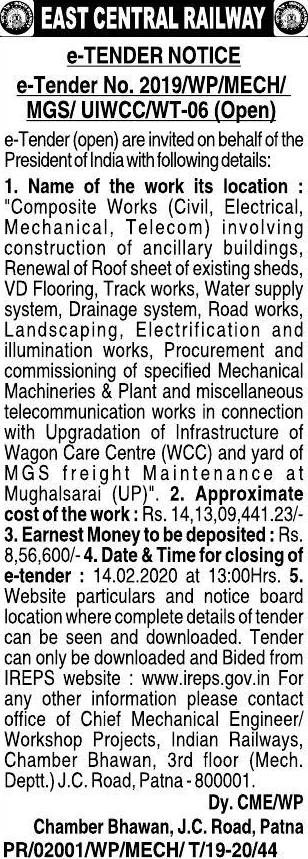 EAST CENTRAL RAILWAY
e-TENDER NOTICE
e-Tender No. 2019/WP/MECH/
MGS/ UIWCC/WT-06 (Open)
e-Tender (open) are invited on behalf of the
President of India with following details:
1. Name of the work its location :
"Composite Works (Civil, Electrical,
Mechanical, Telecom) involving
construction of ancillary buildings,
Renewal of Roof sheet of existing sheds,
VD Flooring, Track works, Water supply
system, Drainage system, Road works,
Landscaping, Electrification and
illumination works, Procurement and
commissioning of specified Mechanical
Machineries & Plant and miscellaneous
telecommunication works in connection
with Upgradation of Infrastructure of
Wagon Care Centre (WCC) and yard of
MGS freight Maintenance at
Mughalsarai (UP)". 2. Approximate
cost of the work : Rs. 14,13,09,441.23/-
3. Earnest Money to be deposited : Rs.
8,56,600/- 4. Date & Time for closing of
e-tender : 14.02.2020 at 13:00Hrs. 5.
Website particulars and notice board
location where complete details of tender
can be seen and downloaded. Tender
can only be downloaded and Bided from
IREPS website : www.ireps.gov.in For
any other information please contact
office of Chief Mechanical Engineer/
Workshop Projects, Indian Railways,
Chamber Bhawan, 3rd floor (Mech.
Deptt.) J.C. Road, Patna - 800001.
Dy. CME/WP
Chamber Bhawan, J.C. Road, Patna
PR/02001/WP/MECH/ T/19-20/44